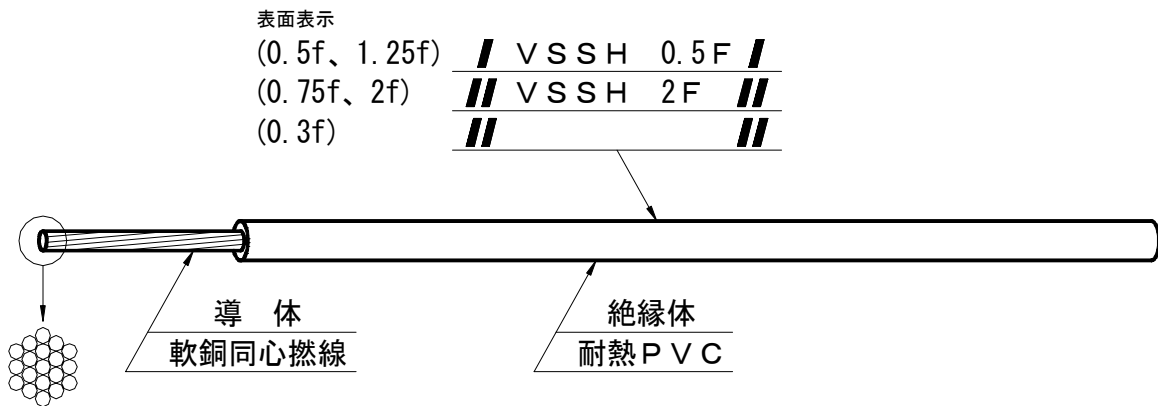 表面表示
(0.5f、1.25f) VSSH 0.5F
(0.75f、2f) VSSH 2F
(0.3f)
導 体
軟銅同心撚線
絶縁体
耐熱PVC